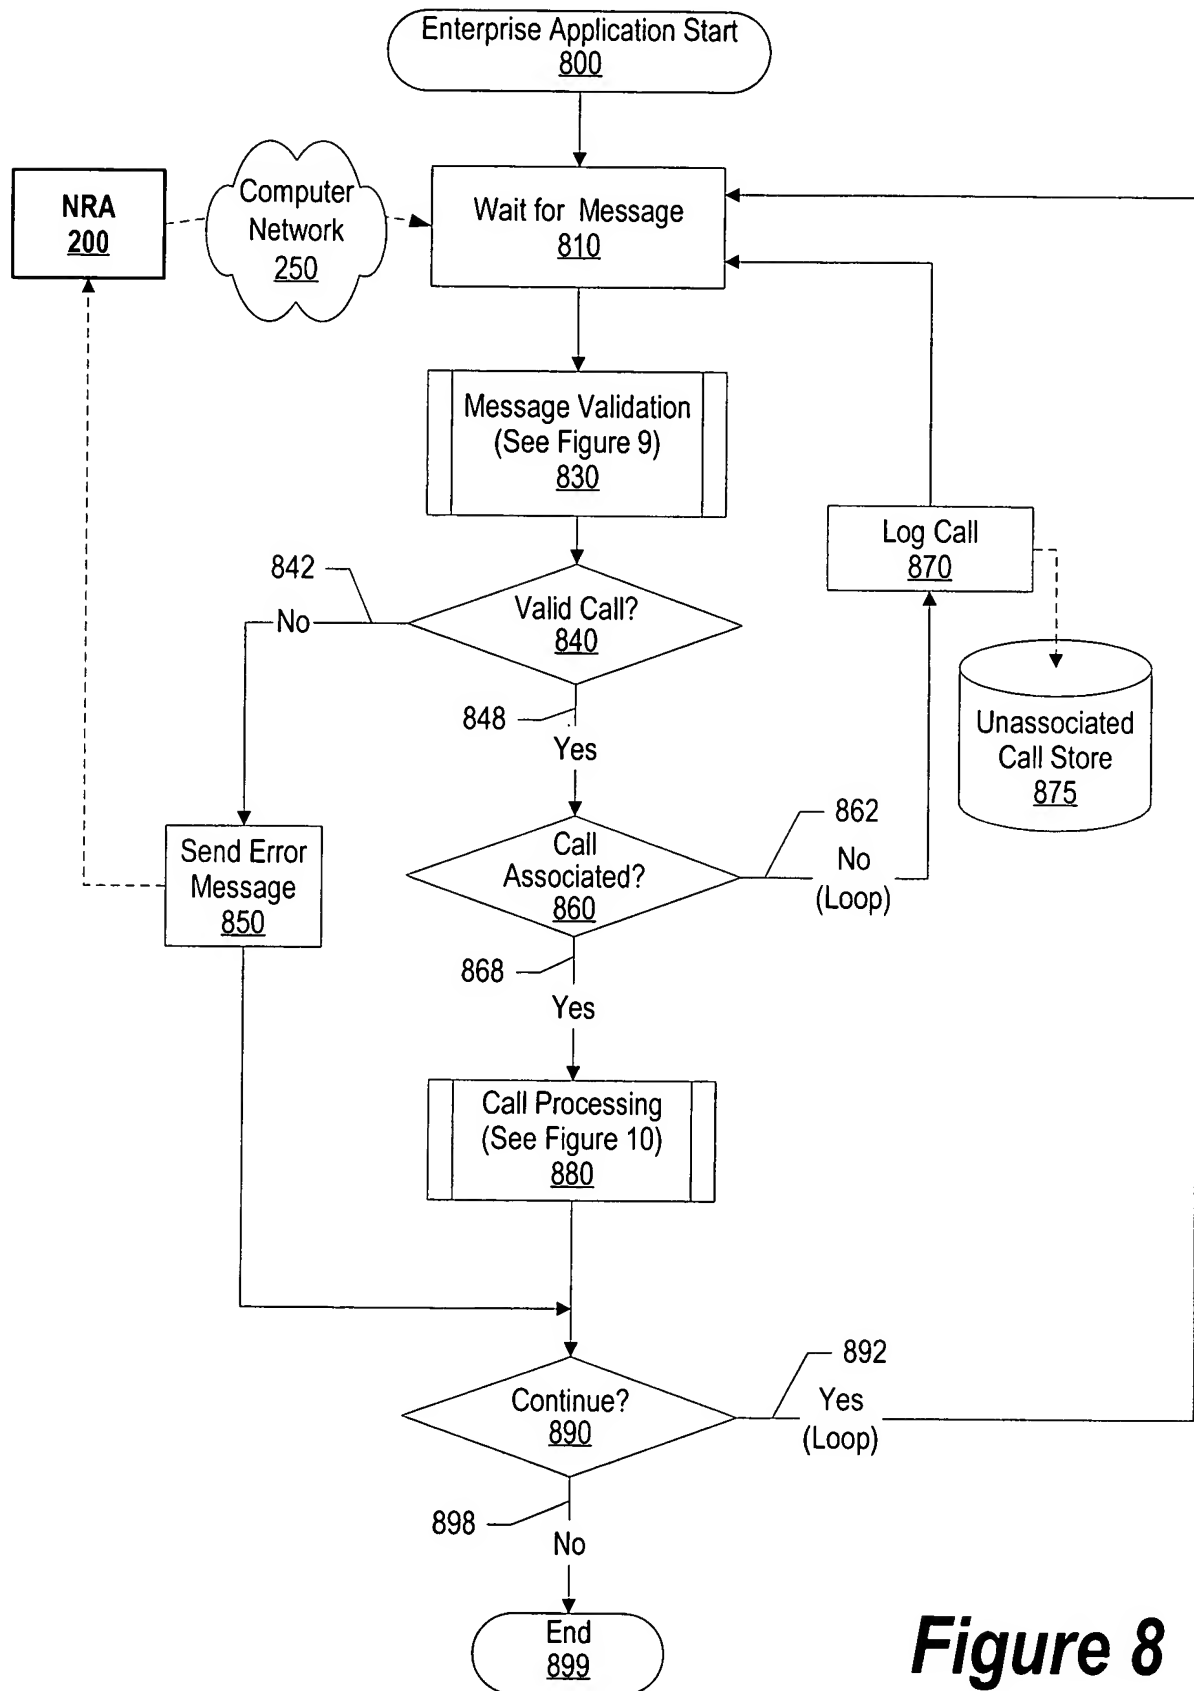 Enterprise Application Start
800
NRA
200
Computer
Network
250
Wait for Message
810
Message Validation
(See Figure 9)
830
Log Call
870
842
No
Valid Call?
840
848
Yes
Unassociated
Call Store
875
Send Error
Message
850
Call
Associated?
860
862
No
(Loop)
868
Yes
Call Processing
(See Figure 10)
880
Continue?
890
892
Yes
(Loop)
898
No
End
899
Figure 8